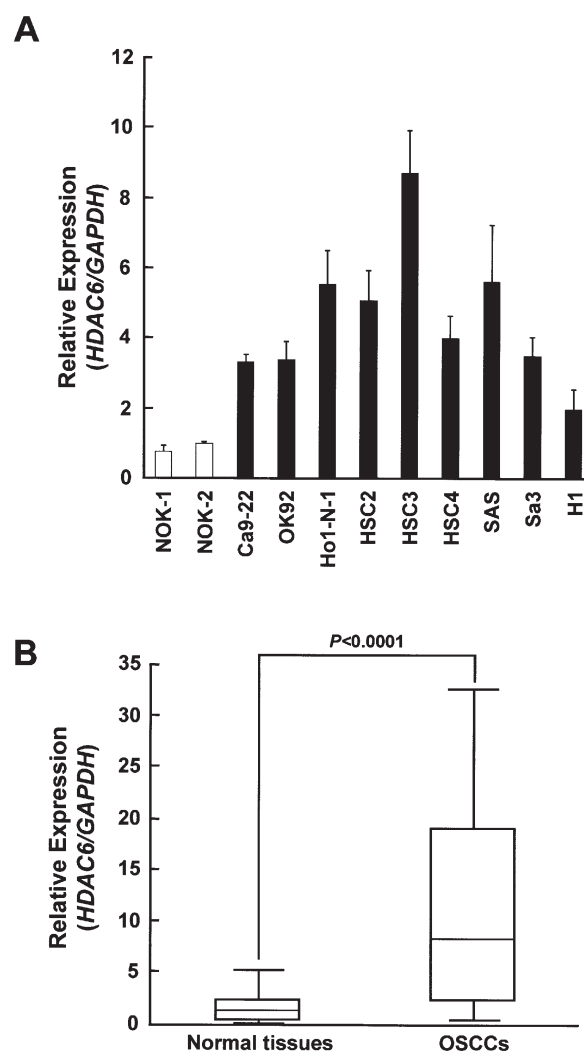 A
Relative Expression
(HDAC6/GAPDH)
12
10
8
6
4
2
0
NOK-1
NOK-2
Ca9-22
OK92
Ho1-N-1
HSC2
HSC3
HSC4
SAS
Sa3
H1
B
P<0.0001
Relative Expression
(HDAC6/GAPDH)
35
30
25
20
15
10
5
0
Normal tissues
OSCCs